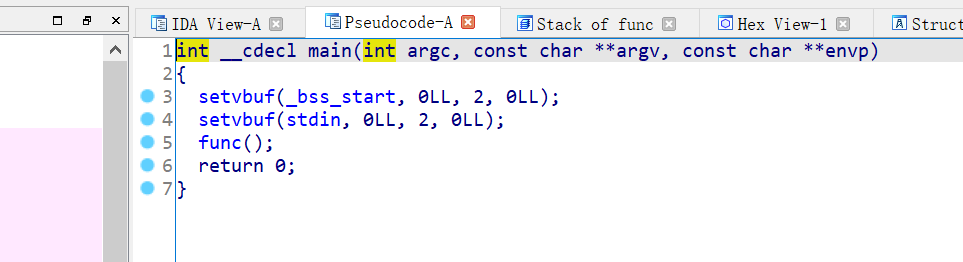 IDA View-A
Pseudocode-A
Stack of func
Hex View-1
Struct
1 int __cdecl main(int argc, const char **argv, const char **envp)
2 {
3 setvbuf(_bss_start, 0LL, 2, 0LL);
4 setvbuf(stdin, 0LL, 2, 0LL);
5 func();
6 return 0;
7 }